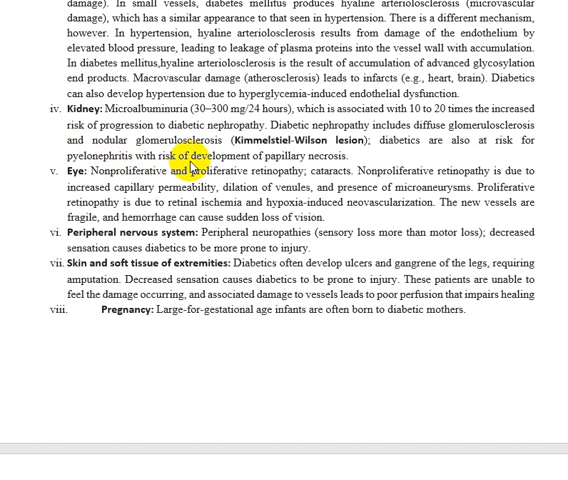 damage). In small vessels, diabetes mellitus produces hyaline arteriolosclerosis (microvascular
damage), which has a similar appearance to that seen in hypertension. There is a different mechanism,
however. In hypertension, hyaline arteriolosclerosis results from damage of the endothelium by
elevated blood pressure, leading to leakage of plasma proteins into the vessel wall with accumulation.
In diabetes mellitus,hyaline arteriolosclerosis is the result of accumulation of advanced glycosylation
end products. Macrovascular damage (atherosclerosis) leads to infarcts (e.g., heart, brain). Diabetics
can also develop hypertension due to hyperglycemia-induced endothelial dysfunction.
iv. Kidney: Microalbuminuria (30–300 mg/24 hours), which is associated with 10 to 20 times the increased
risk of progression to diabetic nephropathy. Diabetic nephropathy includes diffuse glomerulosclerosis
and nodular glomerulosclerosis (Kimmelstiel-Wilson lesion); diabetics are also at risk for
pyelonephritis with risk of development of papillary necrosis.
v. Eye: Nonproliferative and proliferative retinopathy; cataracts. Nonproliferative retinopathy is due to
increased capillary permeability, dilation of venules, and presence of microaneurysms. Proliferative
retinopathy is due to retinal ischemia and hypoxia-induced neovascularization. The new vessels are
fragile, and hemorrhage can cause sudden loss of vision.
vi. Peripheral nervous system: Peripheral neuropathies (sensory loss more than motor loss); decreased
sensation causes diabetics to be more prone to injury.
vii. Skin and soft tissue of extremities: Diabetics often develop ulcers and gangrene of the legs, requiring
amputation. Decreased sensation causes diabetics to be prone to injury. These patients are unable to
feel the damage occurring, and associated damage to vessels leads to poor perfusion that impairs healing
viii. Pregnancy: Large-for-gestational age infants are often born to diabetic mothers.